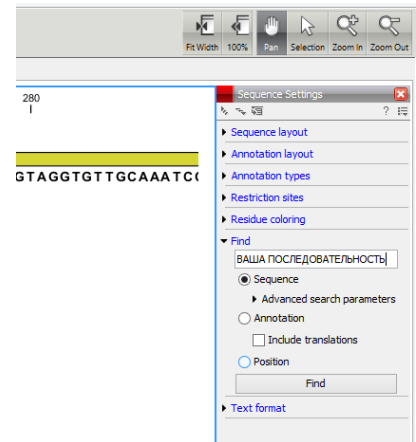 Fit Width 100% Pan Selection Zoom In Zoom Out
280
GTAGGTGTTGCAAATC
Sequence Settings
?
Sequence layout
Annotation layout
Annotation types
Restriction sites
Residue coloring
Find
ВАША ПОСЛЕДОВАТЕЛЬНОСТЬ
Sequence
Advanced search parameters
Annotation
Include translations
Position
Find
Text format